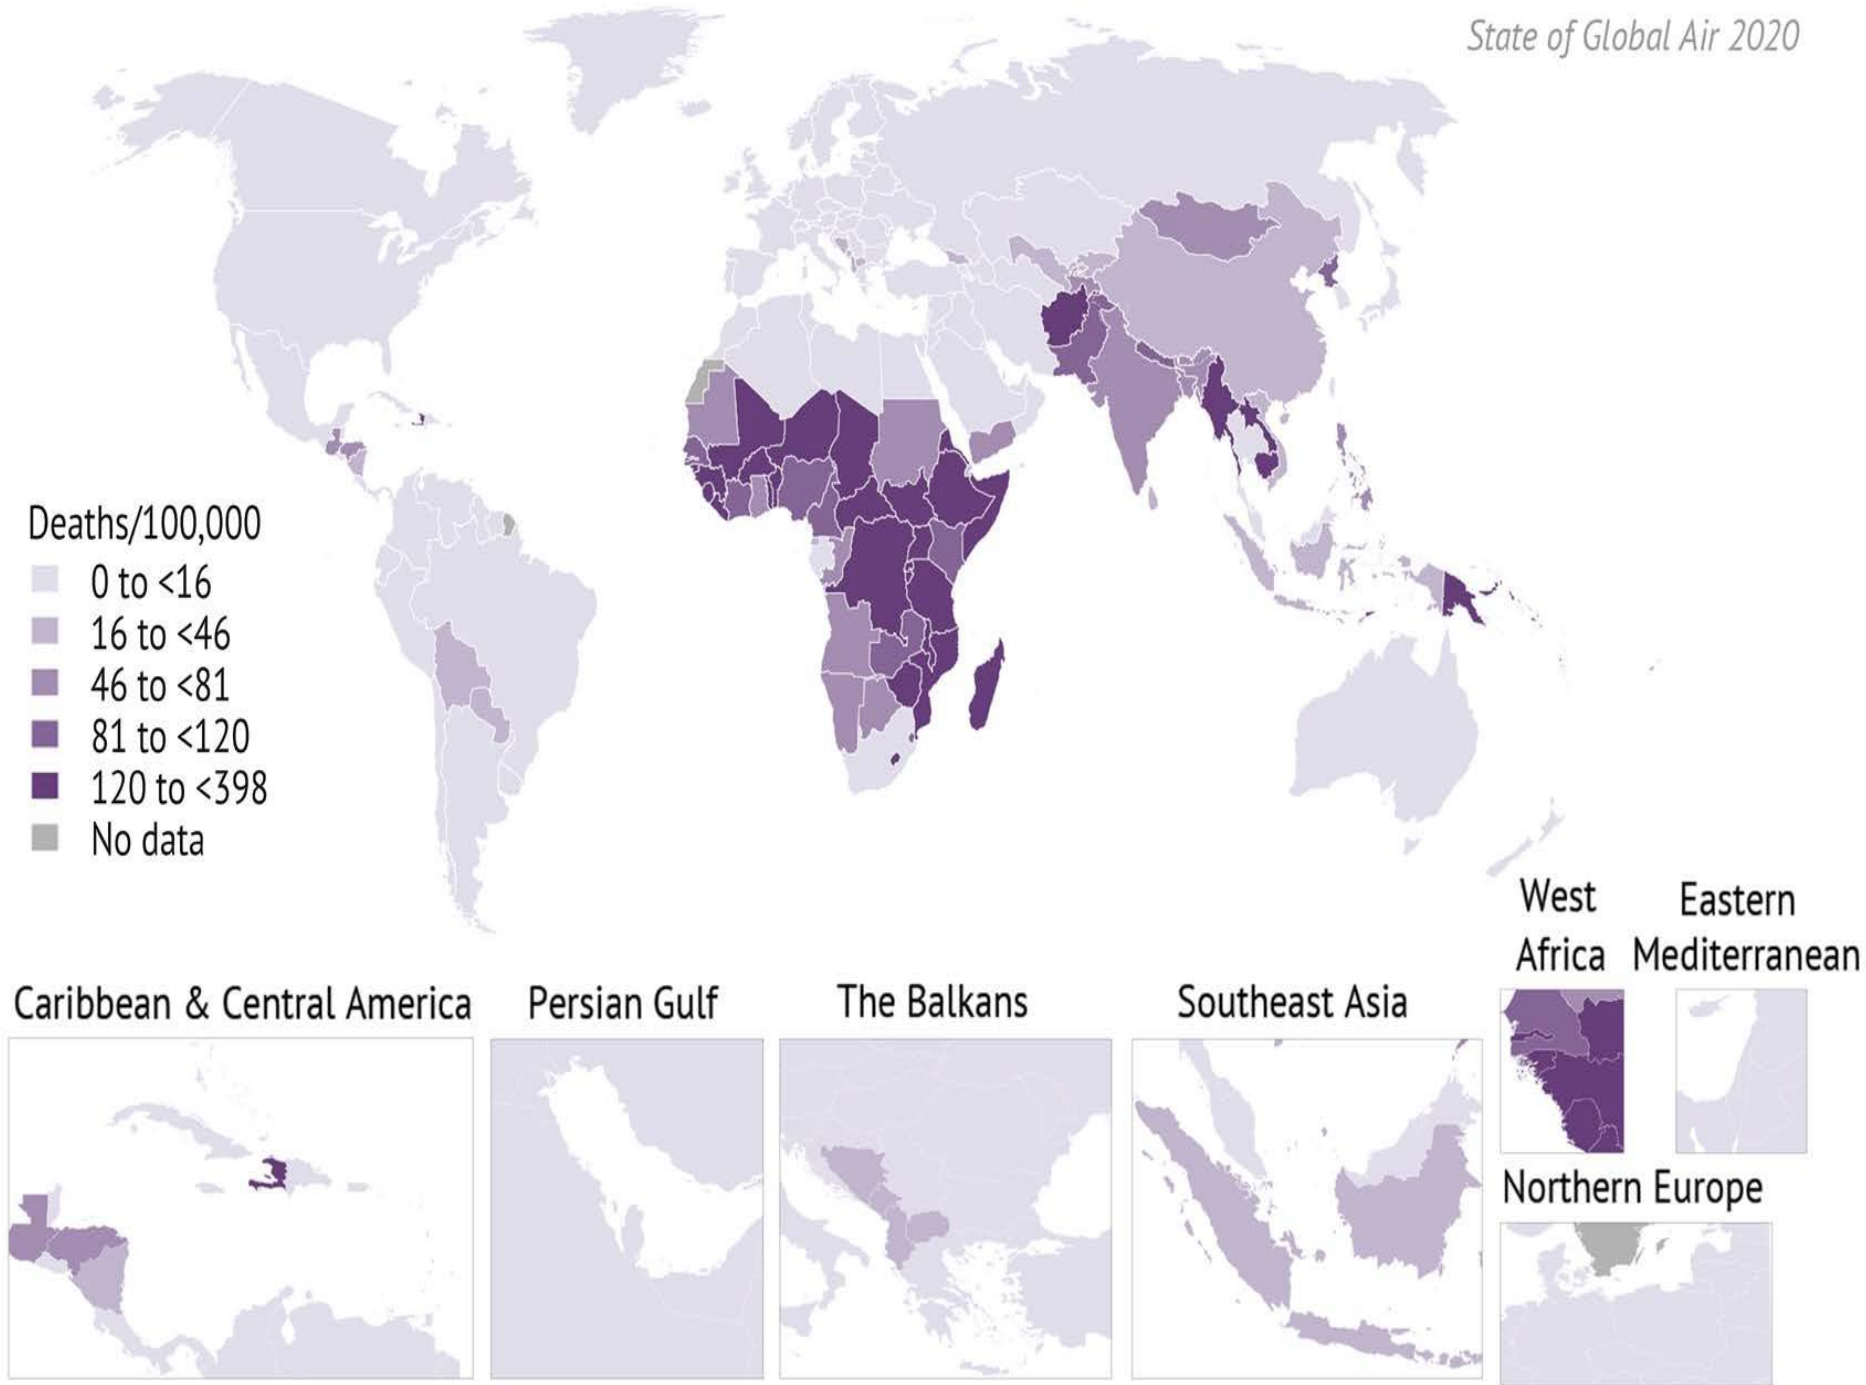 State of Global Air 2020
Deaths/100,000
0 to <16
16 to <46
46 to <81
81 to <120
120 to <398
No data
West
Africa
Eastern
Mediterranean
Caribbean & Central America
Persian Gulf
The Balkans
Southeast Asia
Northern Europe